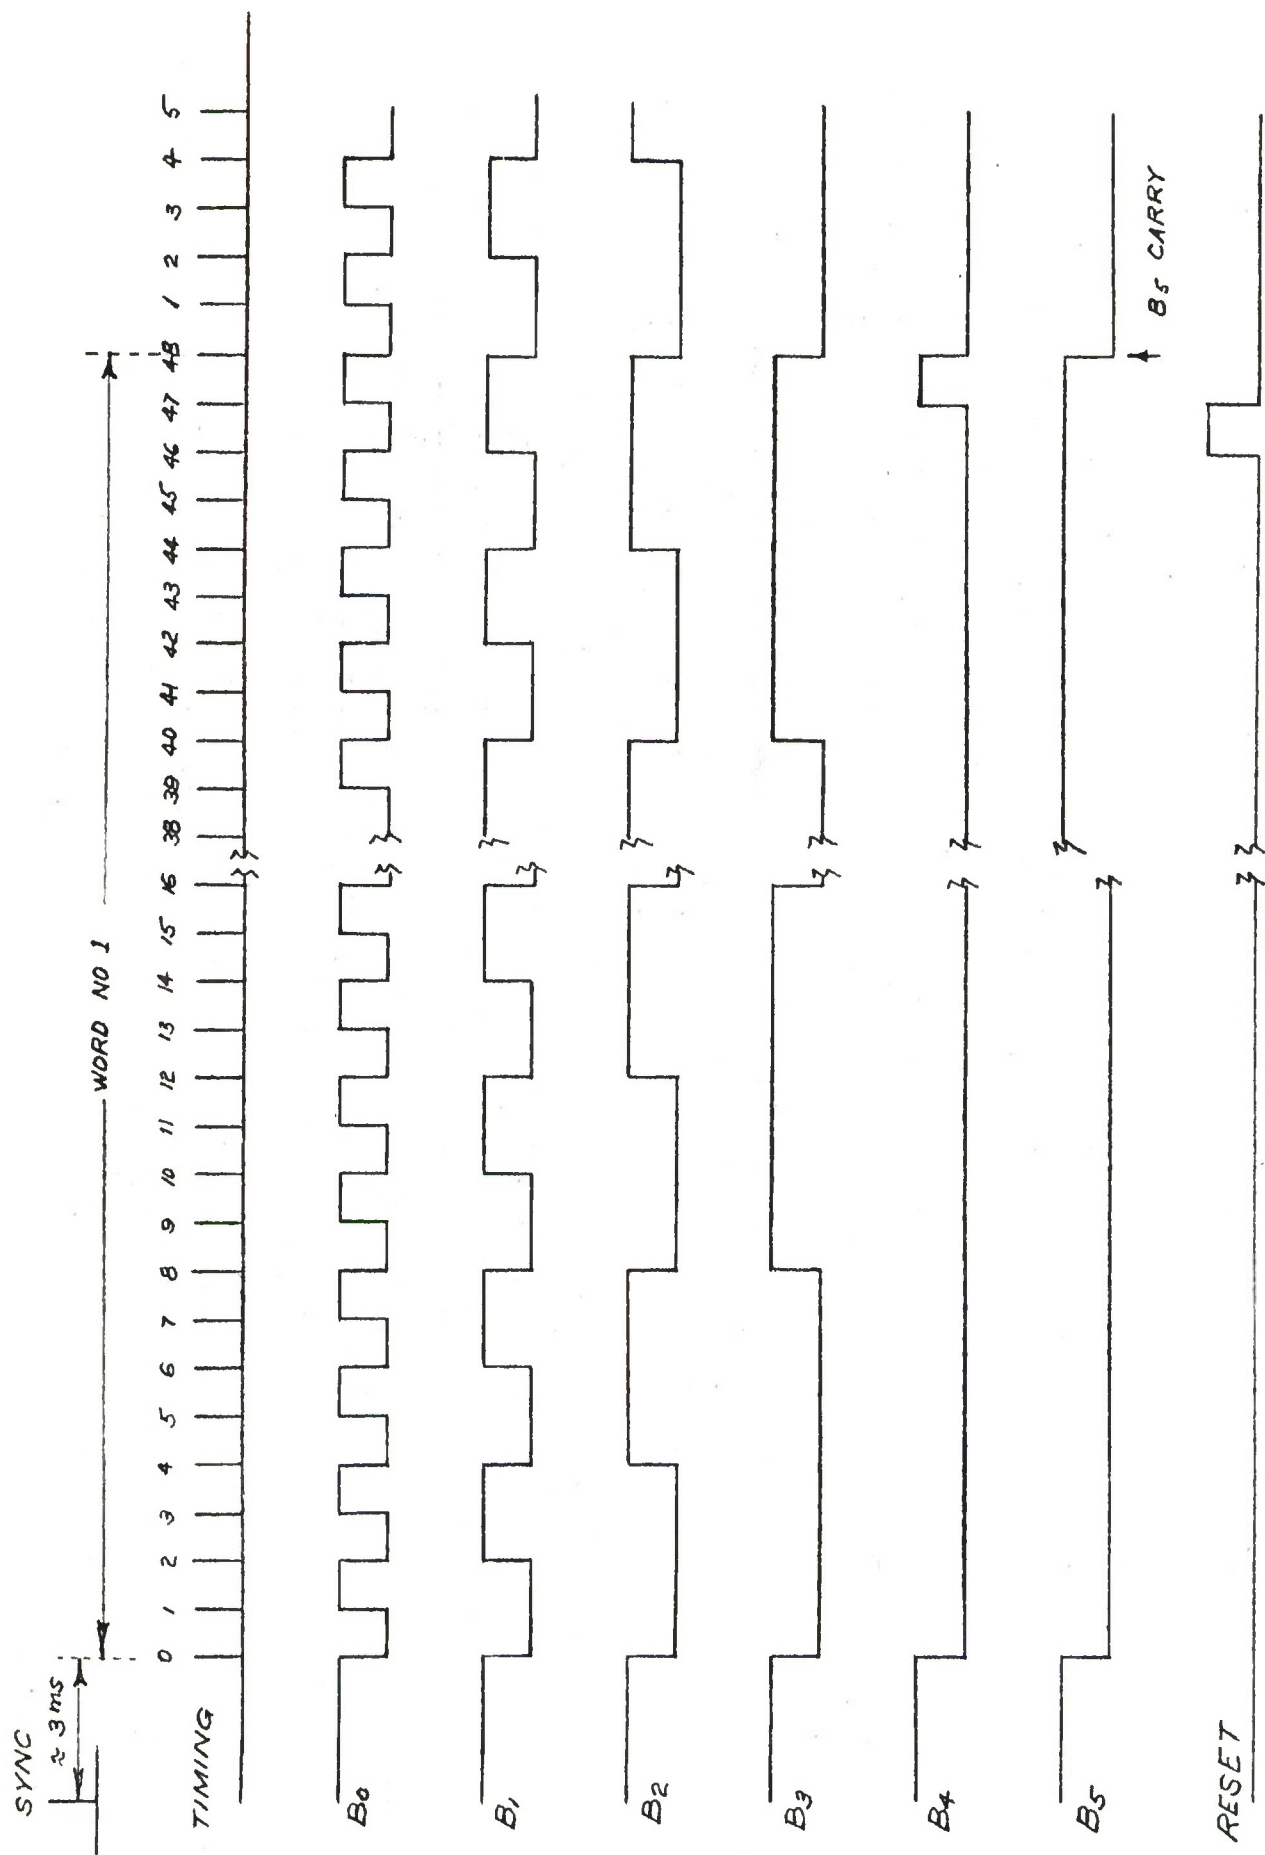 SYNC
≈ 3 ms
WORD NO 1
TIMING
0 1 2 3 4 5 6 7 8 9 10 11 12 13 14 15 16 38 39 40 41 42 43 44 45 46 47 48 1 2 3 4 5
B0
B1
B2
B3
B4
B5
B5 CARRY
RESET